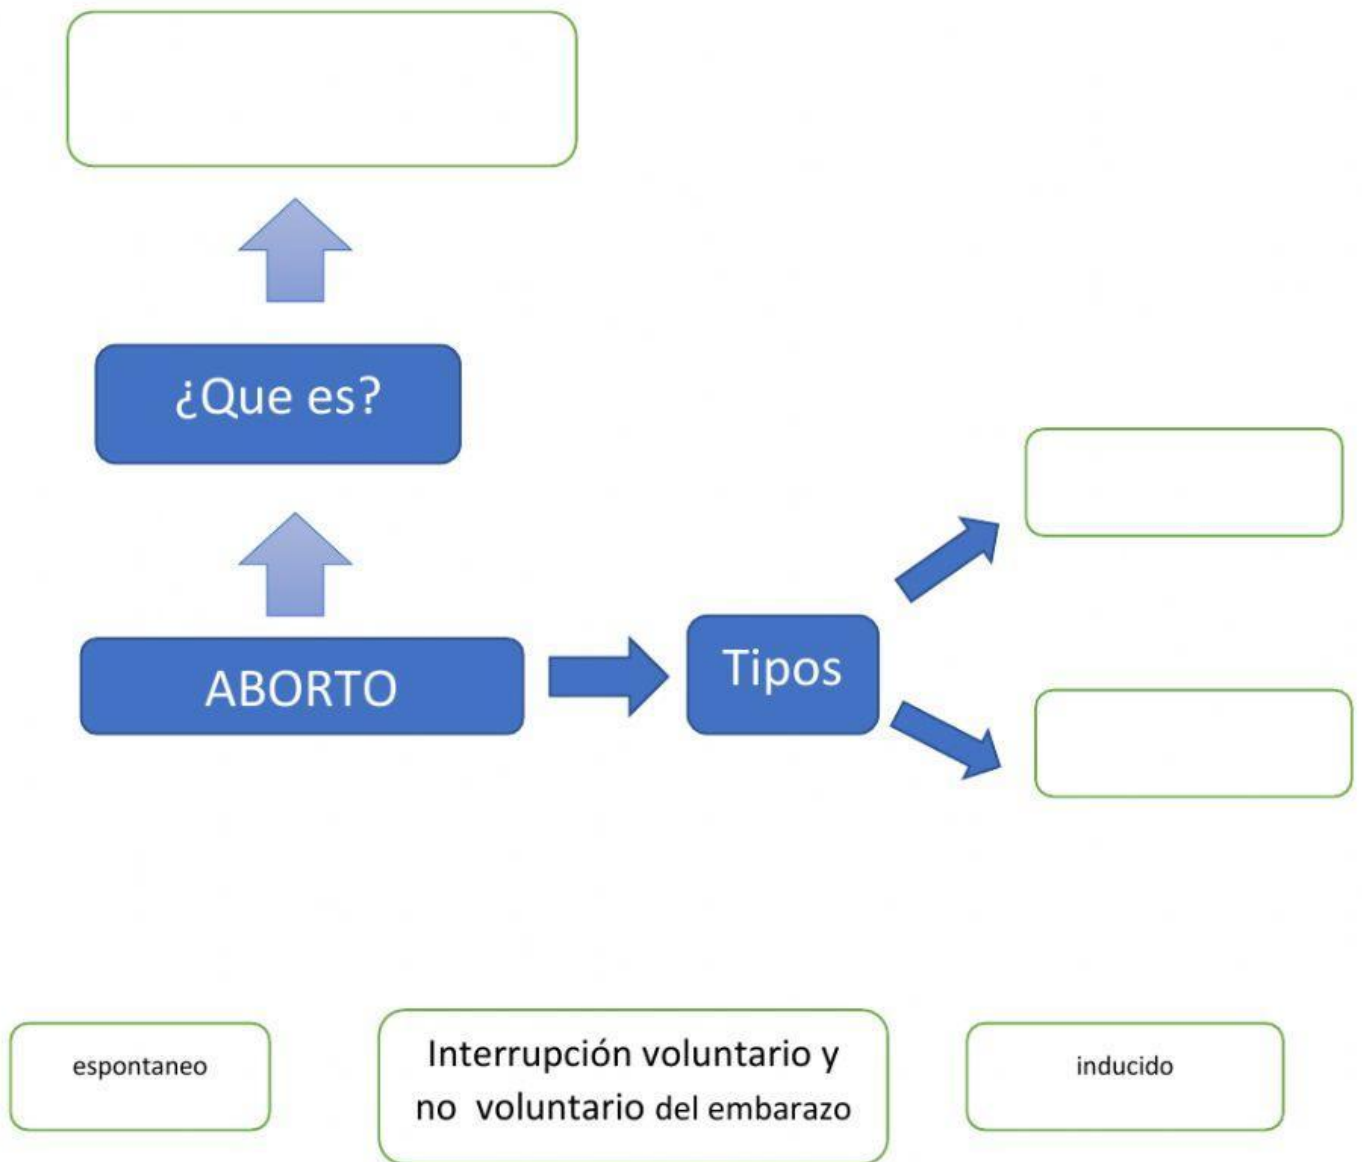 ¿Que es?
ABORTO
Tipos
espontaneo
Interrupción voluntario y
no voluntario del embarazo
inducido